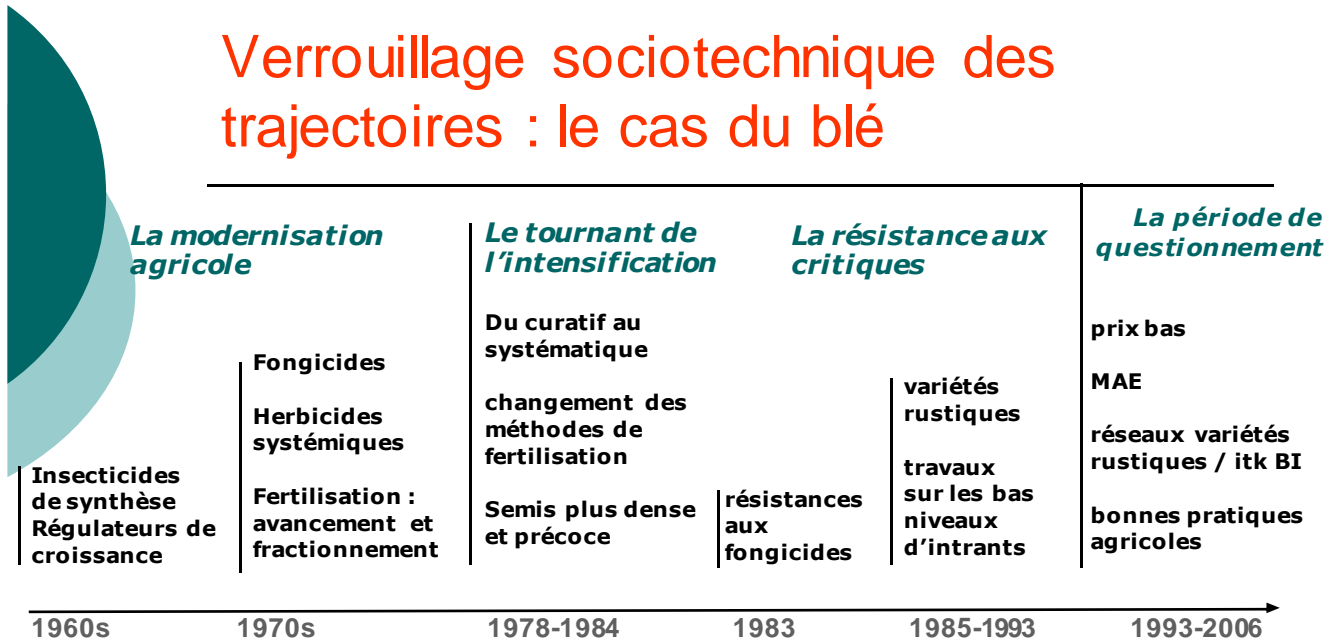 Verrouillage sociotechnique des
trajectoires : le cas du blé
La modernisation
agricole
Le tournant de
l'intensification
La résistance aux
critiques
La période de
questionnement
Insecticides
de synthèse
Régulateurs de
croissance
Fongicides
Herbicides
systémiques
Fertilisation :
avancement et
fractionnement
Du curatif au
systématique
changement des
méthodes de
fertilisation
Semis plus dense
et précoce
résistances
aux
fongicides
variétés
rustiques
travaux
sur les bas
niveaux
d'intrants
prix bas
MAE
réseaux variétés
rustiques / itk BI
bonnes pratiques
agricoles
1960s
1970s
1978-1984
1983
1985-1993
1993-2006